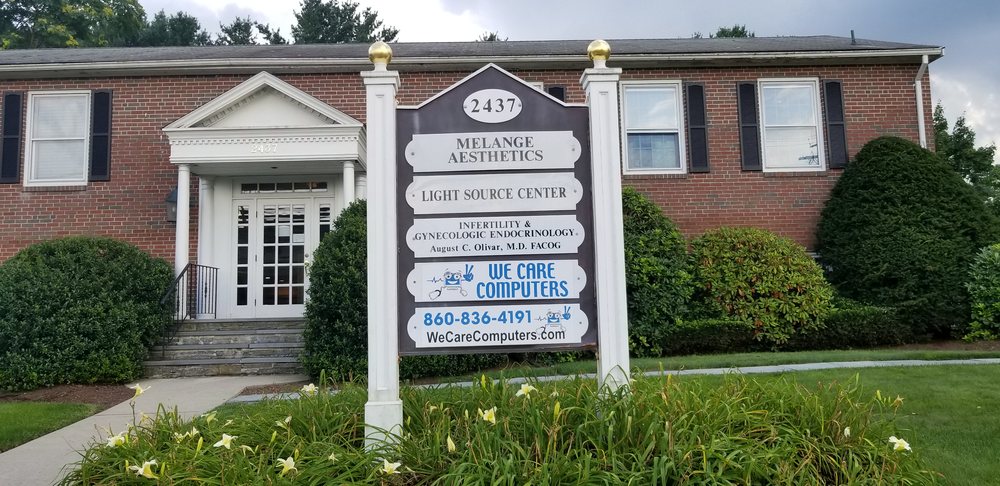 2437
2437
MELANGE
AESTHETICS
LIGHT SOURCE CENTER
INFERTILITY &
GYNECOLOGIC ENDOCRINOLOGY
August C. Olivar, M.D. FACOG
WE CARE
COMPUTERS
860-836-4191
WeCareComputers.com